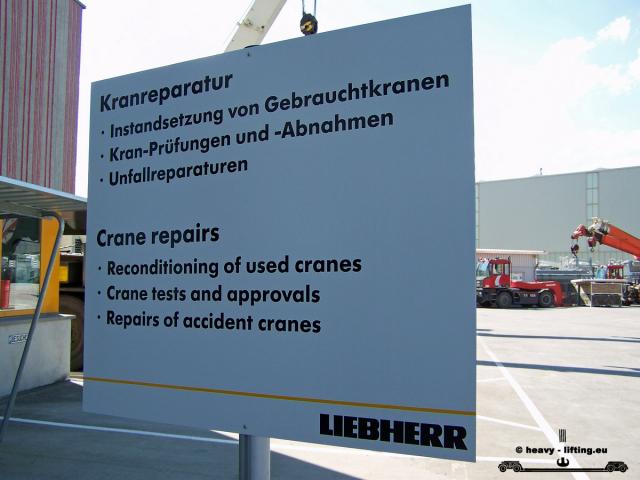 Kranreparatur
· Instandsetzung von Gebrauchtkranen
· Kran-Prüfungen und -Abnahmen
· Unfallreparaturen
Crane repairs
· Reconditioning of used cranes
· Crane tests and approvals
· Repairs of accident cranes
LIEBHERR
© heavy - lifting.eu